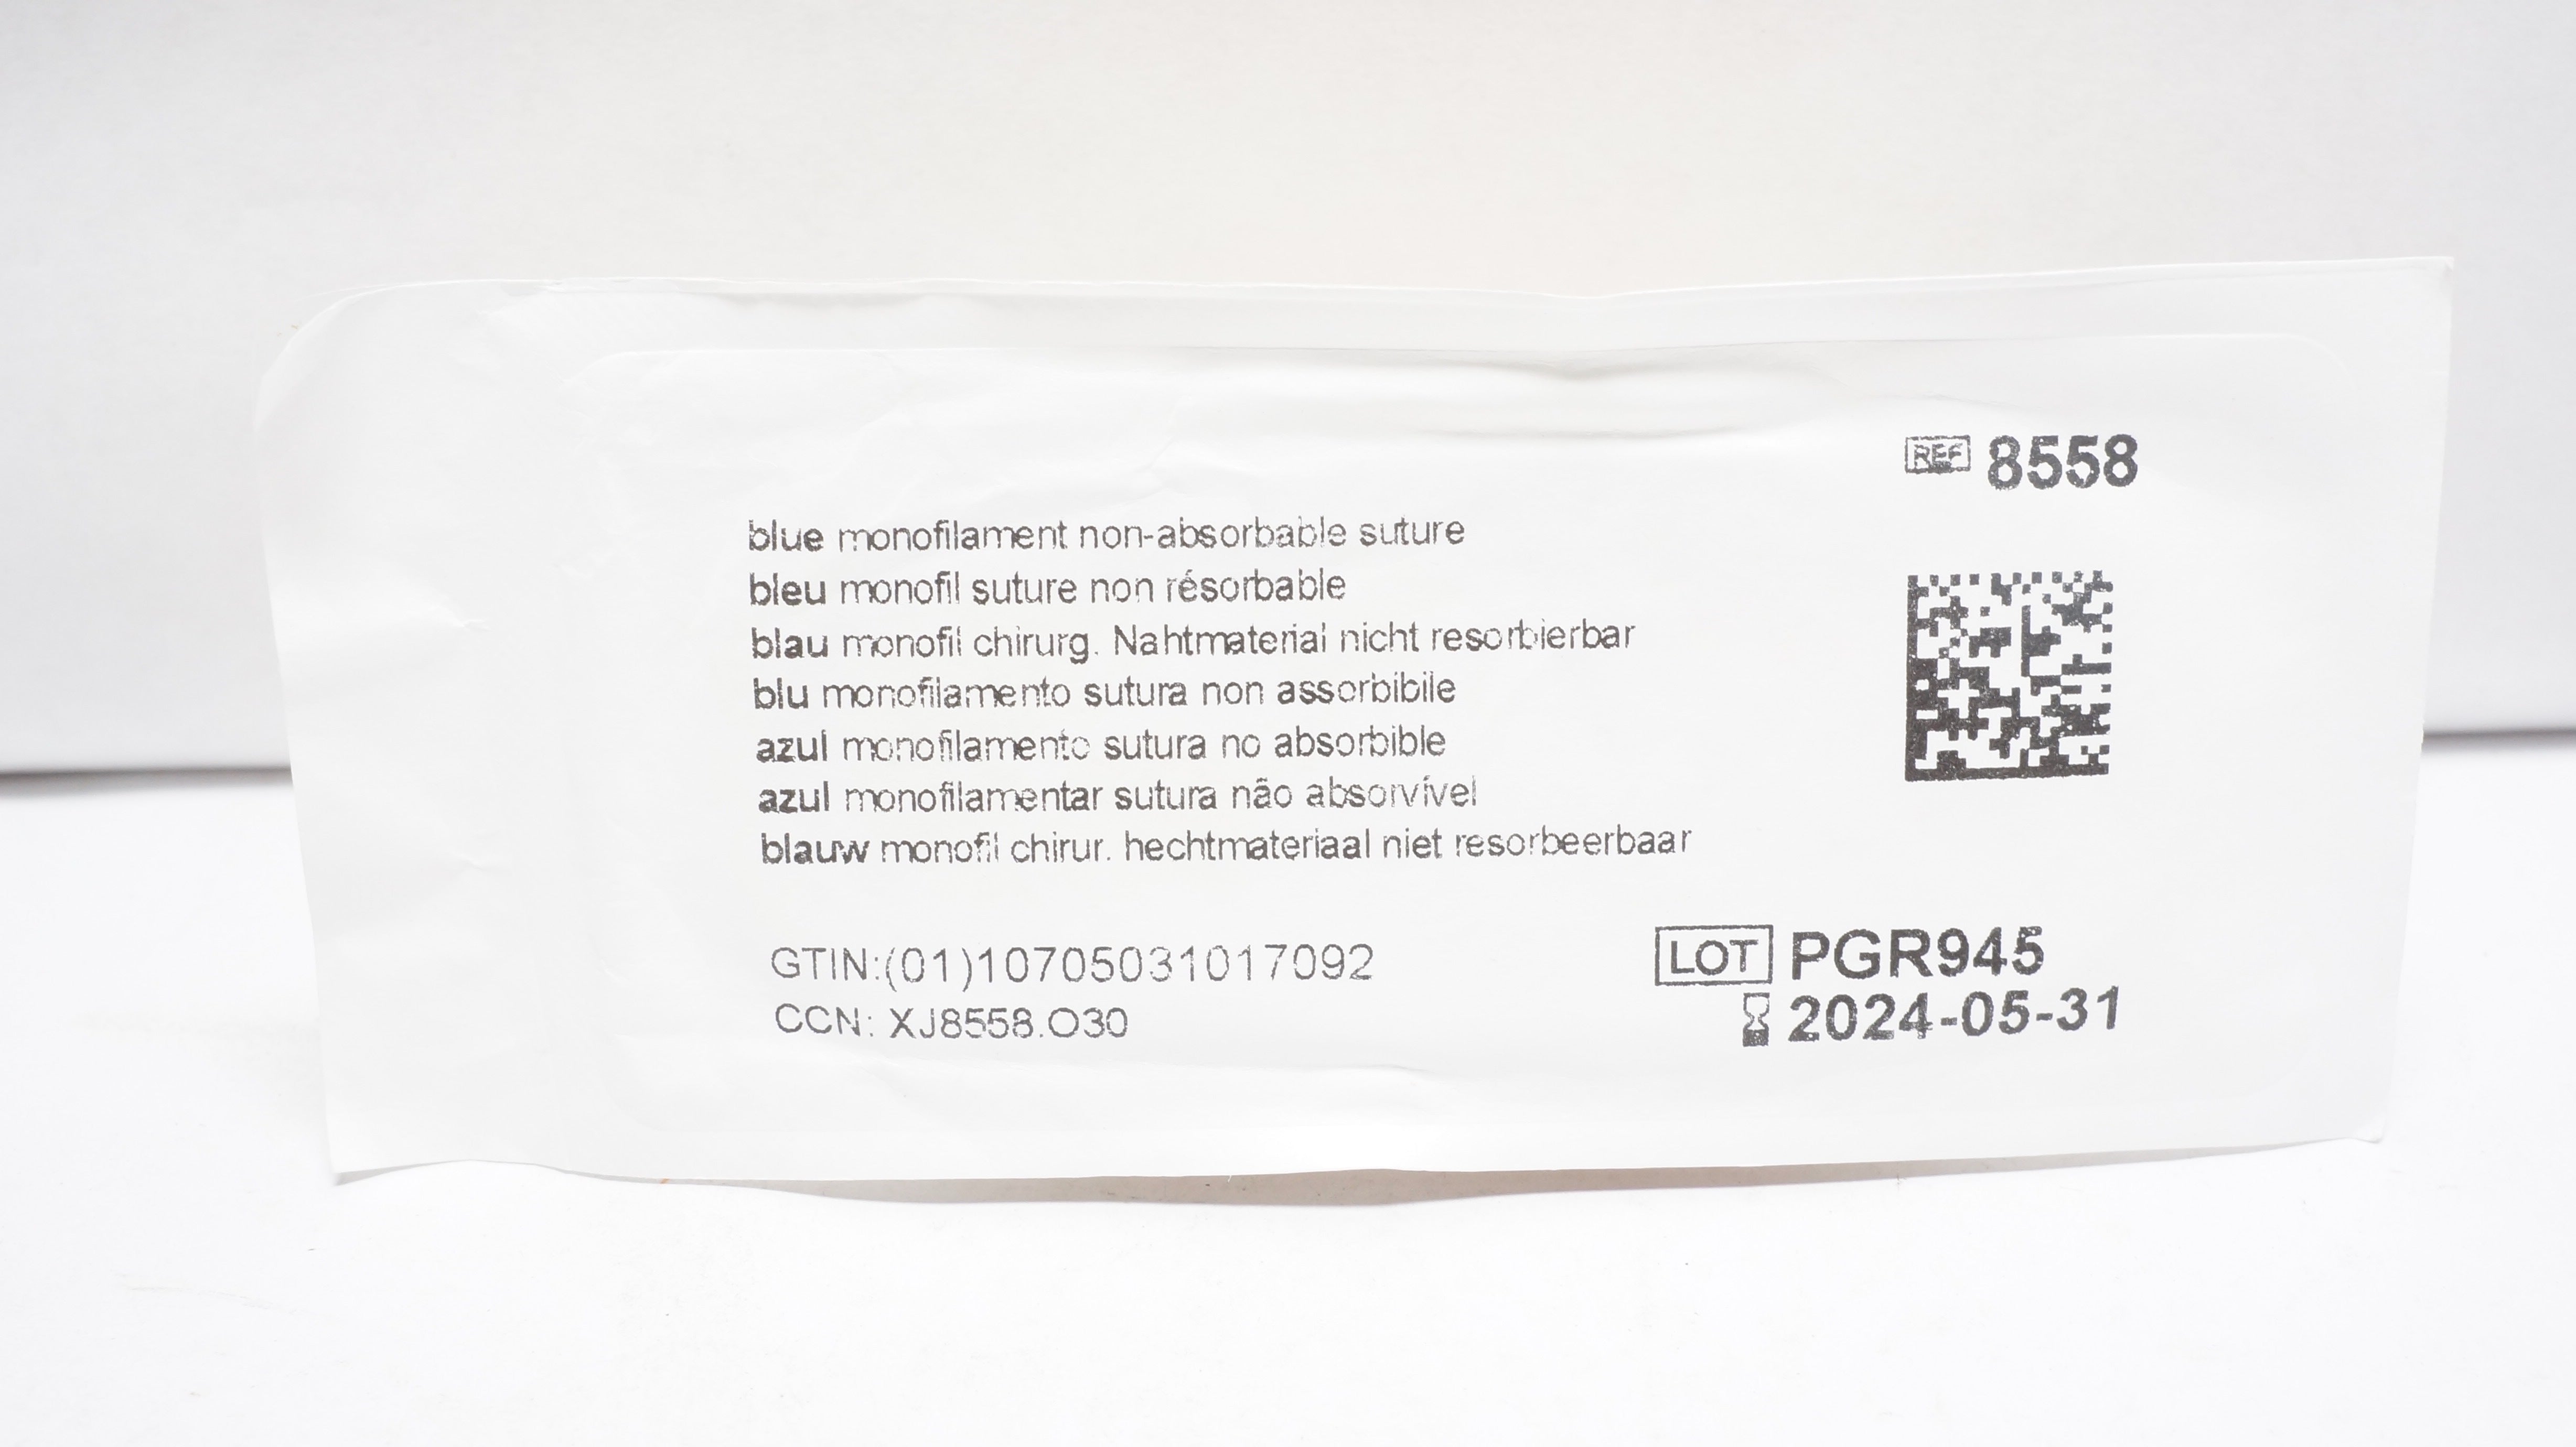 REF 8558
blue monofilament non-absorbable suture
bleu monofil suture non résorbable
blau monofil chirurg. Nahtmaterial nicht resorbierbar
blu monofilamento sutura non assorbibile
azul monofilamento sutura no absorbible
azul monofilamentar sutura não absorvível
blauw monofil chirur. hechtmateriaal niet resorbeerbaar
GTIN:(01)10705031017092
CCN: XJ8558.O30
LOT PGR945
2024-05-31